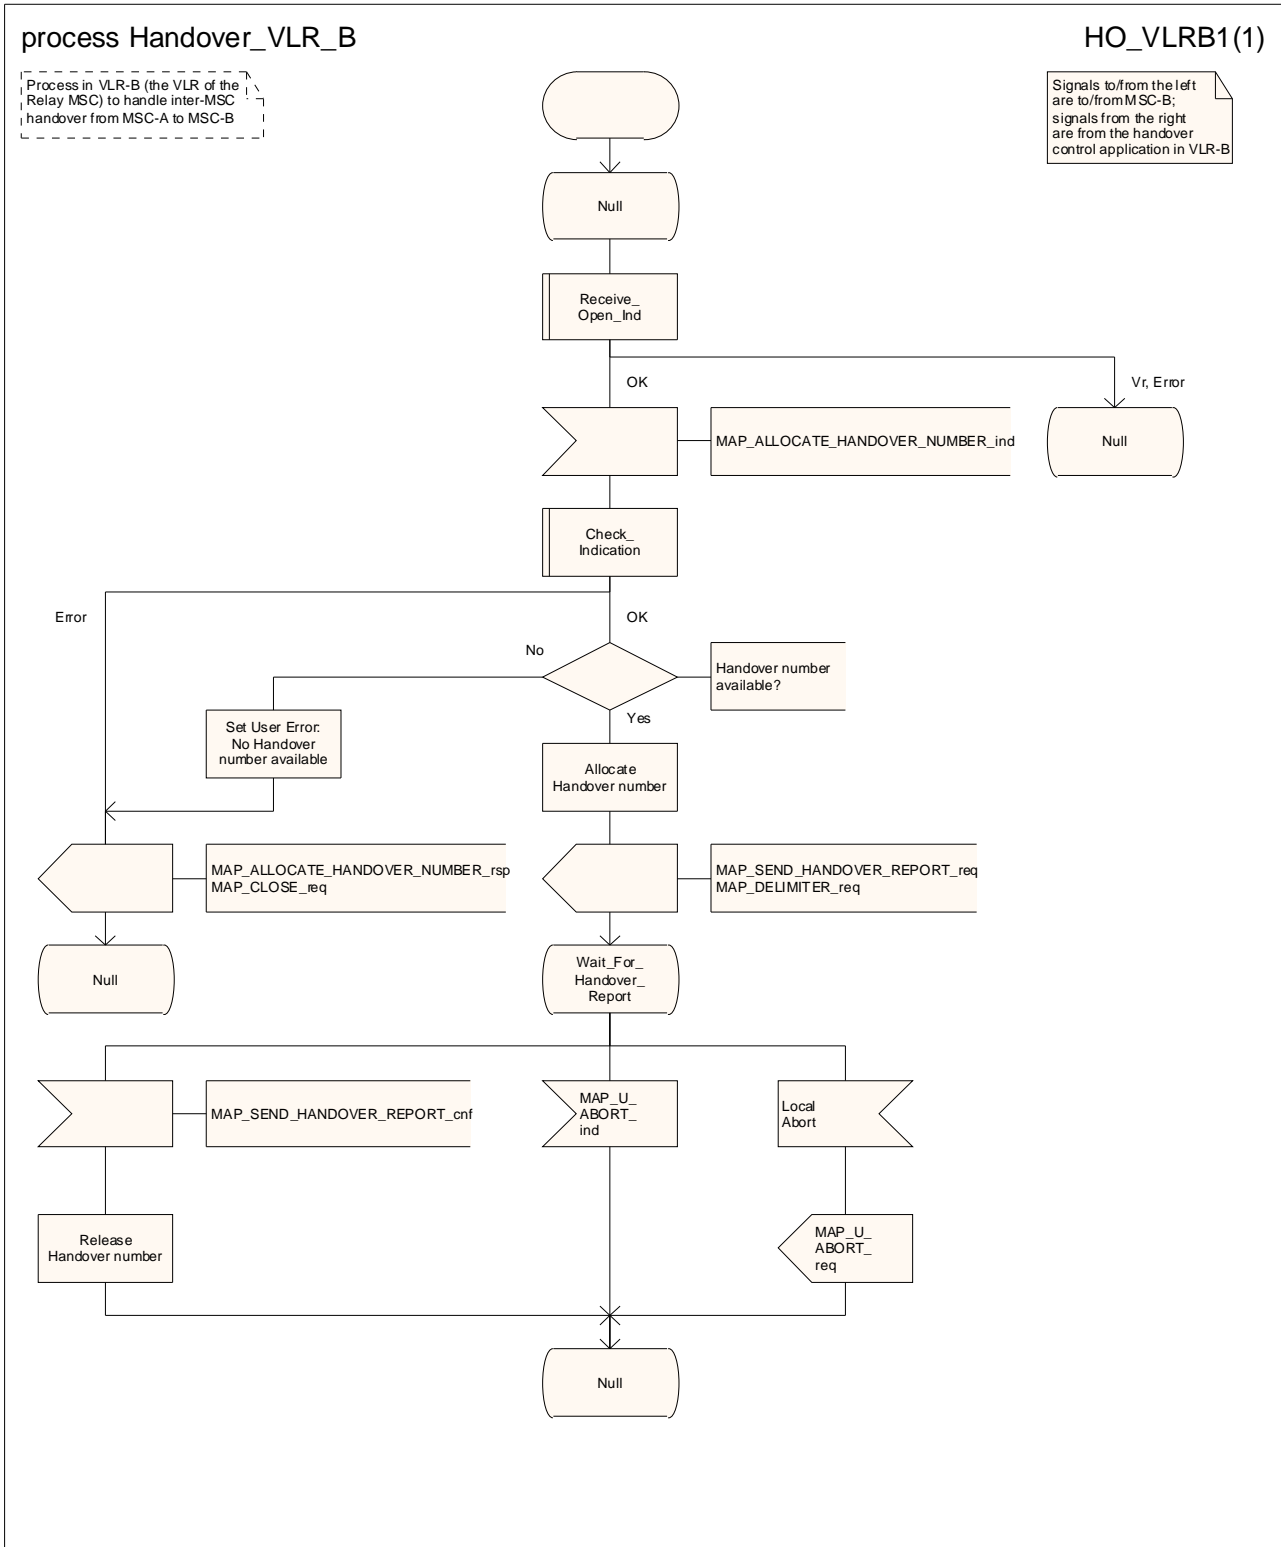 process Handover_VLR_B
HO_VLRB1(1)
Process in VLR-B (the VLR of the
Relay MSC) to handle inter-MSC
handover from MSC-A to MSC-B
Signals to/from the left
are to/from MSC-B;
signals from the right
are from the handover
control application in VLR-B
Null
Receive_
Open_Ind
OK
Vr, Error
MAP_ALLOCATE_HANDOVER_NUMBER_ind
Null
Check_
Indication
Error
OK
No
Handover number
available?
Yes
Set User Error:
No Handover
number available
Allocate
Handover number
MAP_ALLOCATE_HANDOVER_NUMBER_rsp
MAP_CLOSE_req
MAP_SEND_HANDOVER_REPORT_req
MAP_DELIMITER_req
Null
Wait_For_
Handover_
Report
MAP_SEND_HANDOVER_REPORT_cnf
MAP_U_
ABORT_
ind
Local
Abort
Release
Handover number
MAP_U_
ABORT_
req
Null